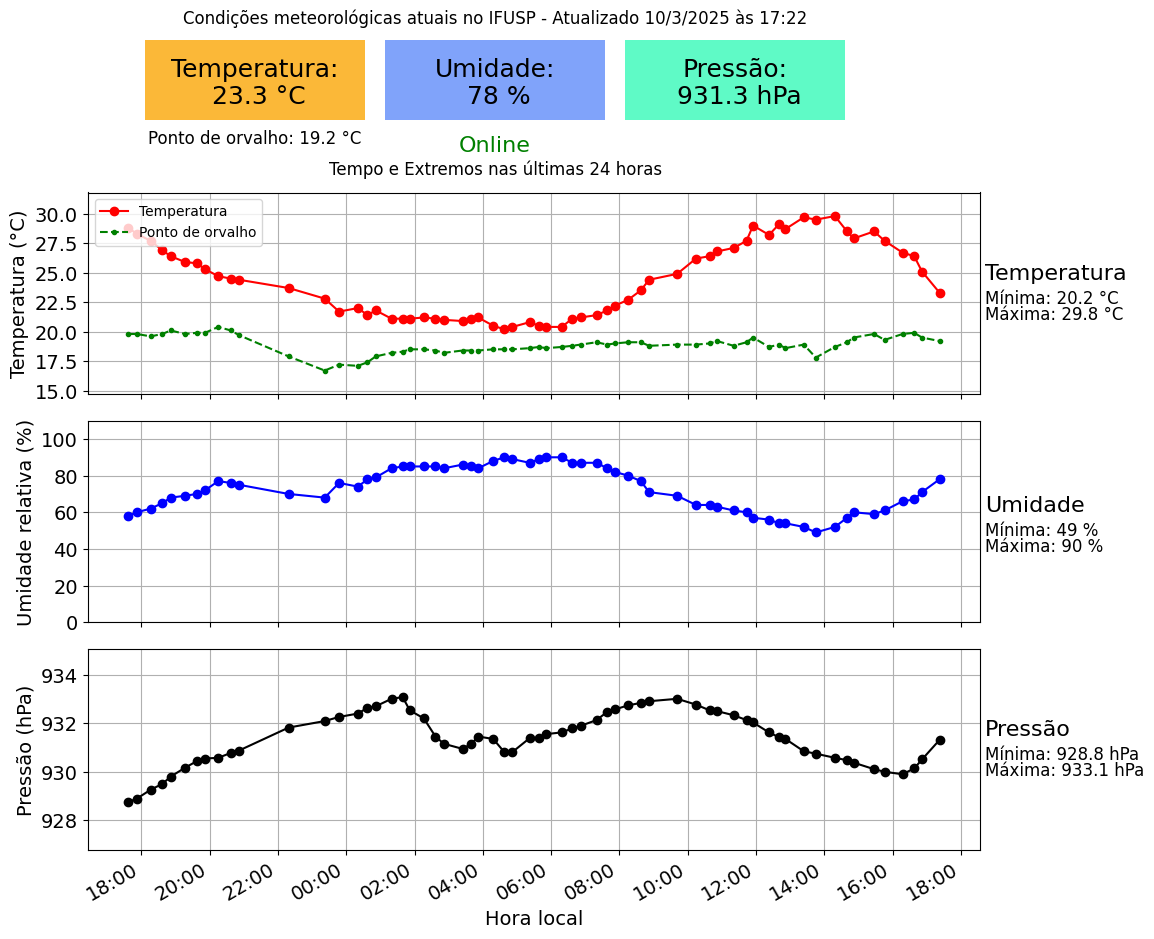 Condições meteorológicas atuais no IFUSP - Atualizado 10/3/2025 às 17:22
Temperatura:
23.3 °C
Umidade:
78 %
Pressão:
931.3 hPa
Ponto de orvalho: 19.2 °C
Online
Tempo e Extremos nas últimas 24 horas
Temperatura (°C)
30.0
27.5
25.0
22.5
20.0
17.5
15.0
Temperatura
Ponto de orvalho
Temperatura
Mínima: 20.2 °C
Máxima: 29.8 °C
Umidade relativa (%)
100
80
60
40
20
0
Umidade
Mínima: 49 %
Máxima: 90 %
Pressão (hPa)
934
932
930
928
Pressão
Mínima: 928.8 hPa
Máxima: 933.1 hPa
18:00 20:00 22:00 00:00 02:00 04:00 06:00 08:00 10:00 12:00 14:00 16:00 18:00
Hora local